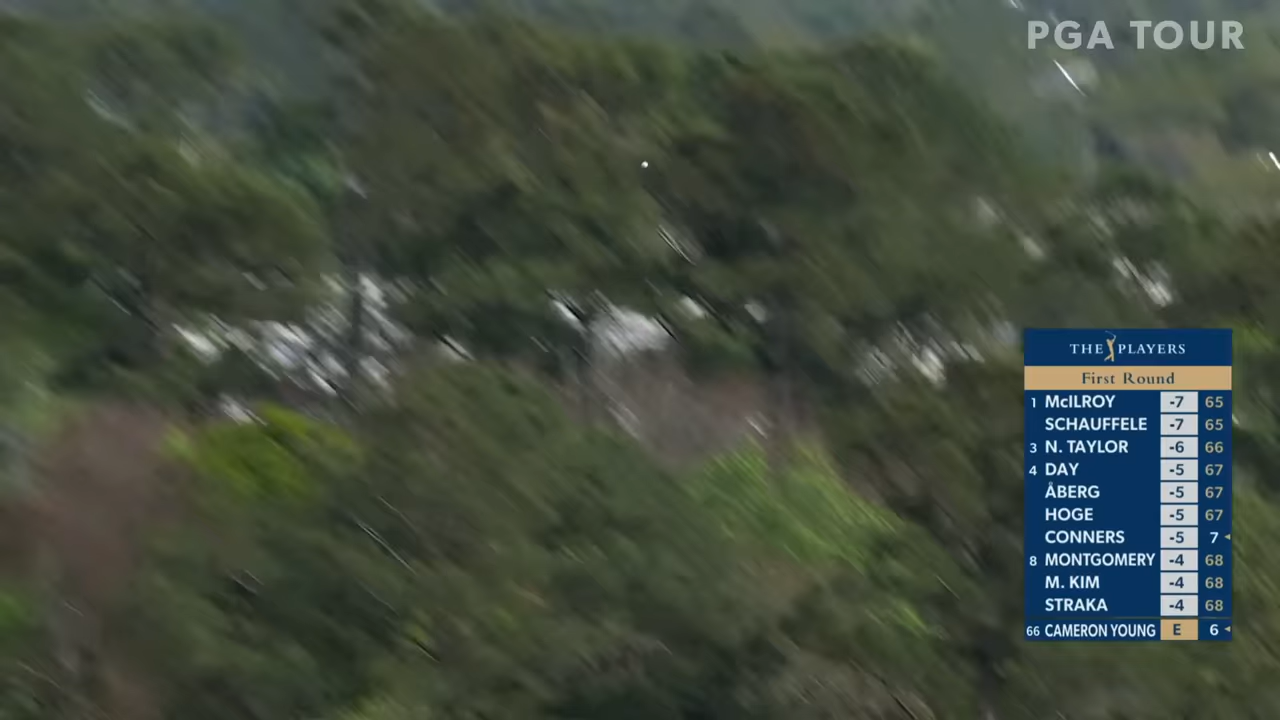 PGA TOUR
THE PLAYERS
First Round
1 McILROY -7 65
SCHAUFFELE -7 65
3 N. TAYLOR -6 66
4 DAY -5 67
ÅBERG -5 67
HOGE -5 67
CONNERS -5 7
8 MONTGOMERY -4 68
M. KIM -4 68
STRAKA -4 68
66 CAMERON YOUNG E 6